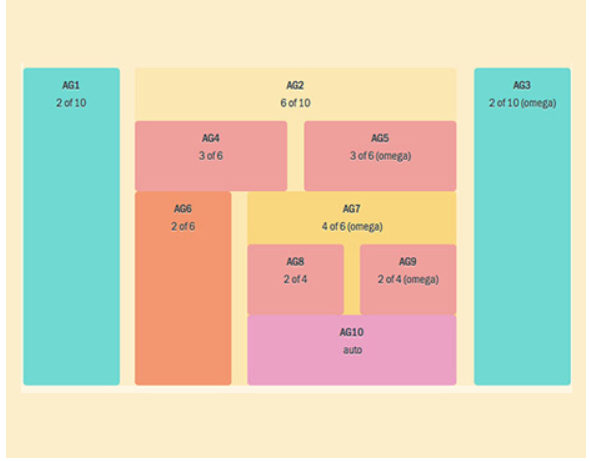 AG1
2 of 10
AG2
6 of 10
AG3
2 of 10 (omega)
AG4
3 of 6
AG5
3 of 6 (omega)
AG6
2 of 6
AG7
4 of 6 (omega)
AG8
2 of 4
AG9
2 of 4 (omega)
AG10
auto